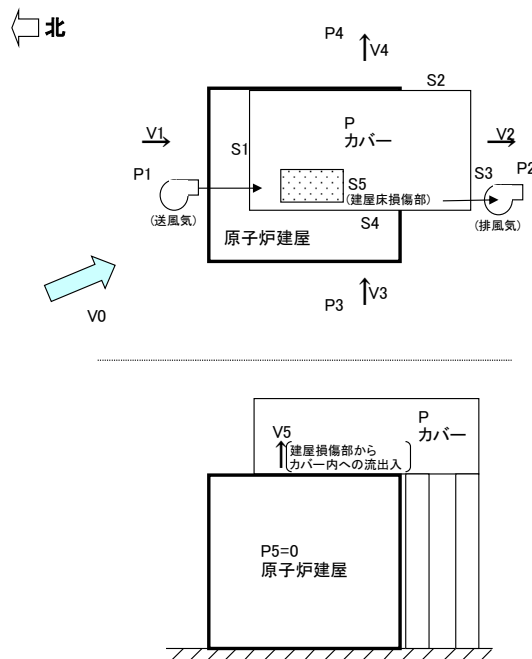 北
P4
V4
S2
V1
P
カバー
V2
S1
P1
S5
S3
P2
(建屋床損傷部)
(送風気)
S4
(排風気)
原子炉建屋
P3
V3
V0
P
カバー
V5
建屋損傷部から
カバー内への流出入
P5=0
原子炉建屋